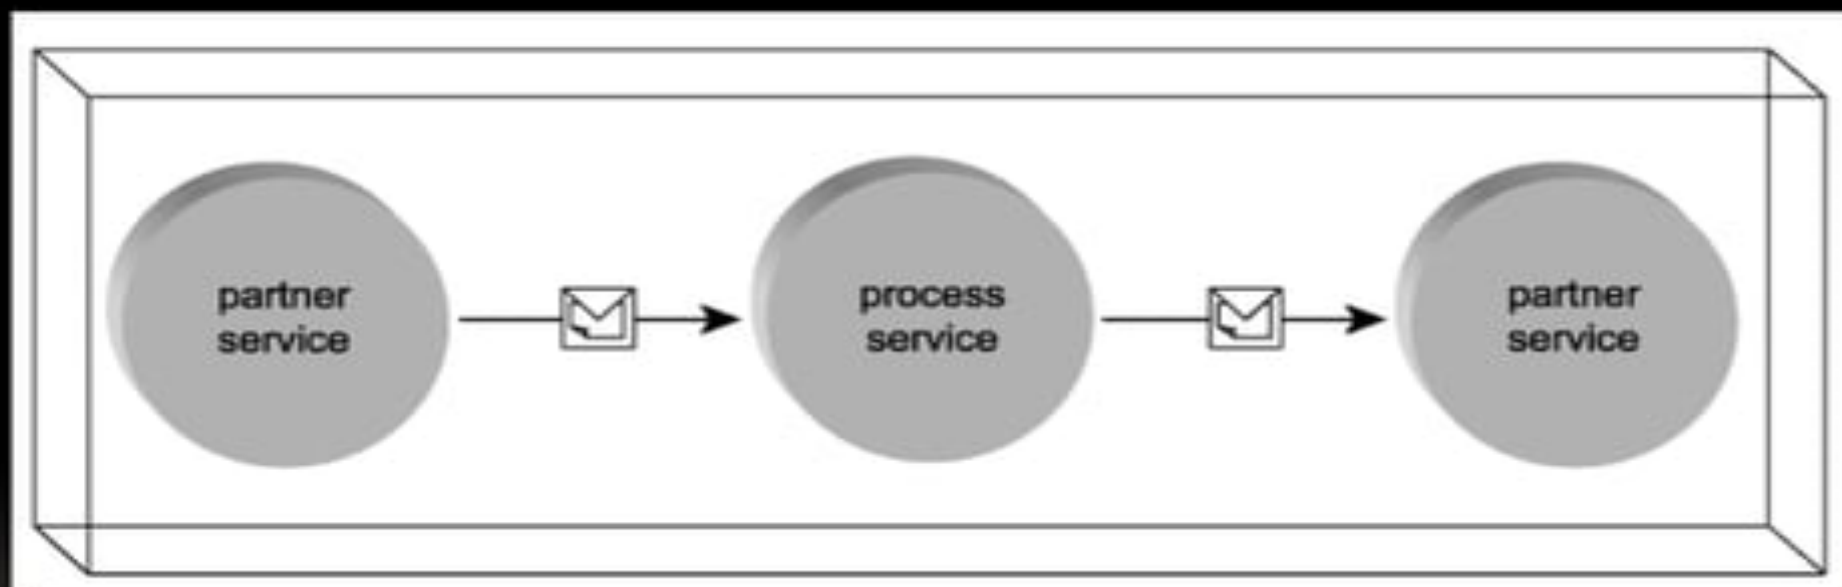 partner
service
process
service
partner
service